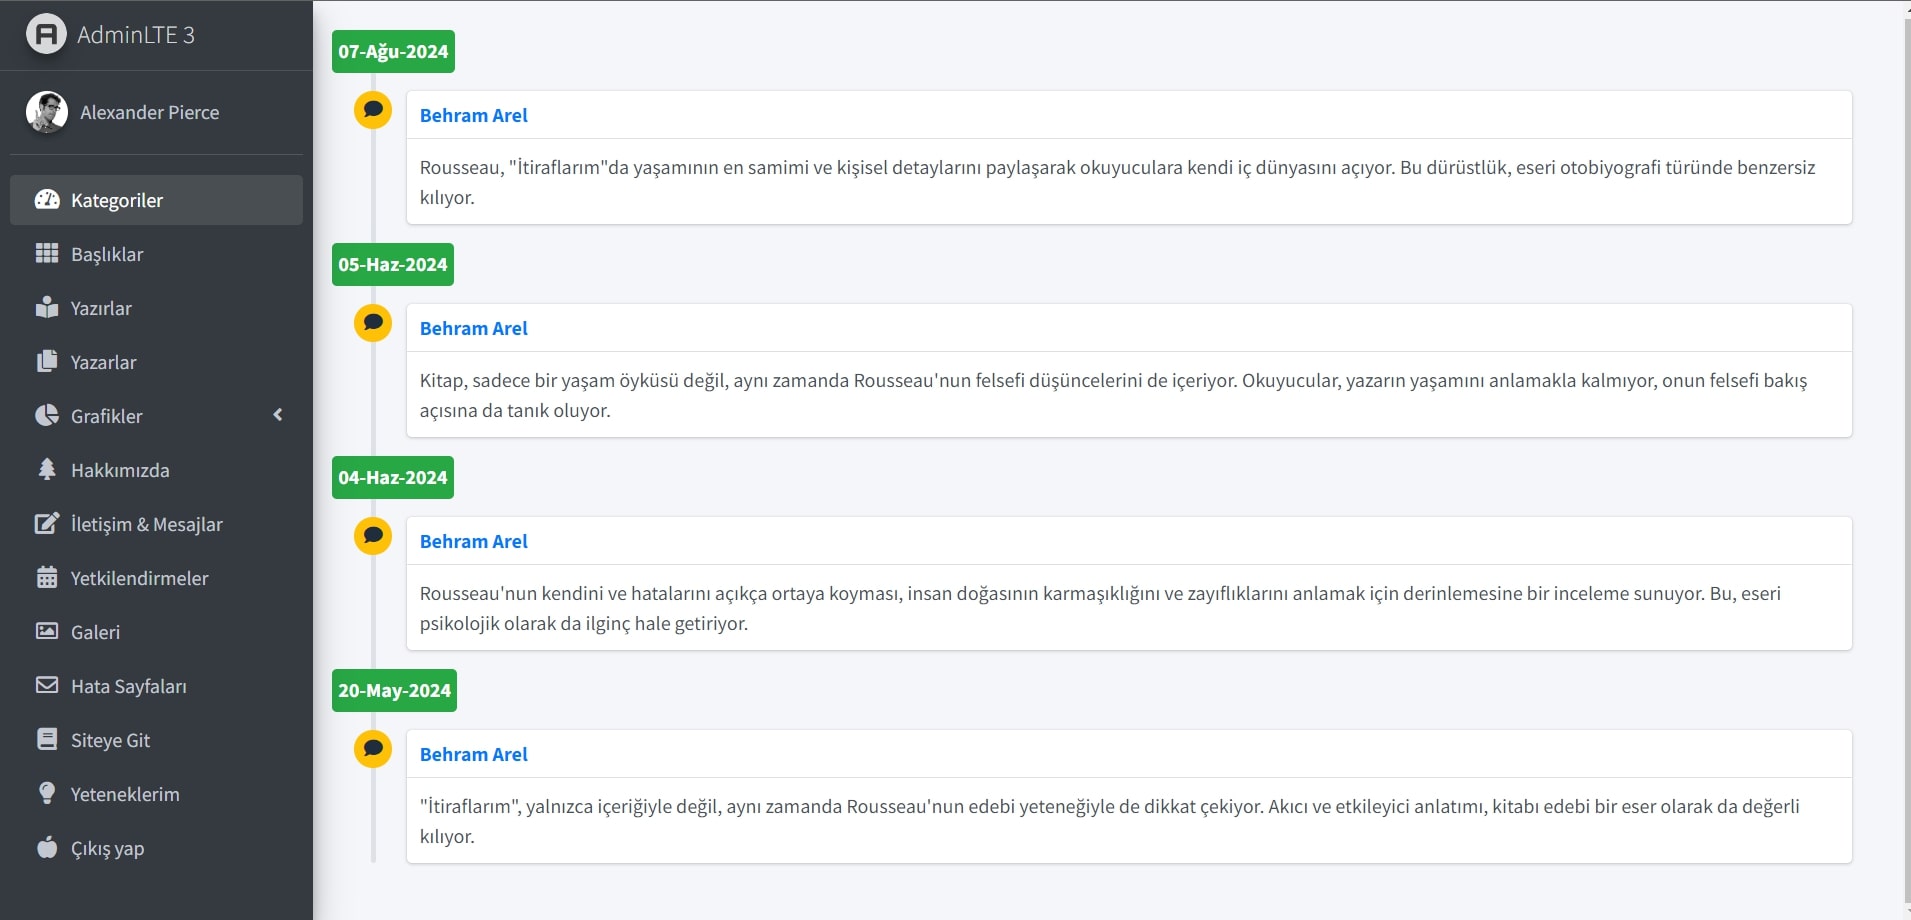 AdminLTE 3
Alexander Pierce
Kategoriler
Başlıklar
Yazırlar
Yazarlar
Grafikler
Hakkımızda
İletişim & Mesajlar
Yetkilendirmeler
Galeri
Hata Sayfaları
Siteye Git
Yeteneklerim
Çıkış yap
07-Ağu-2024
Behram Arel
Rousseau, "İtiraflarım"da yaşamının en samimi ve kişisel detaylarını paylaşarak okuyuculara kendi iç dünyasını açıyor. Bu dürüstlük, eseri otobiyografi türünde benzersiz
kılıyor.
05-Haz-2024
Behram Arel
Kitap, sadece bir yaşam öyküsü değil, aynı zamanda Rousseau'nun felsefi düşüncelerini de içeriyor. Okuyucular, yazarın yaşamını anlamakla kalmıyor, onun felsefi bakış
açısına da tanık oluyor.
04-Haz-2024
Behram Arel
Rousseau'nun kendini ve hatalarını açıkça ortaya koyması, insan doğasının karmaşıklığını ve zayıflıklarını anlamak için derinlemesine bir inceleme sunuyor. Bu, eseri
psikolojik olarak da ilginç hale getiriyor.
20-May-2024
Behram Arel
"İtiraflarım", yalnızca içeriğiyle değil, aynı zamanda Rousseau'nun edebi yeteneğiyle de dikkat çekiyor. Akıcı ve etkileyici anlatımı, kitabı edebi bir eser olarak da değerli
kılıyor.